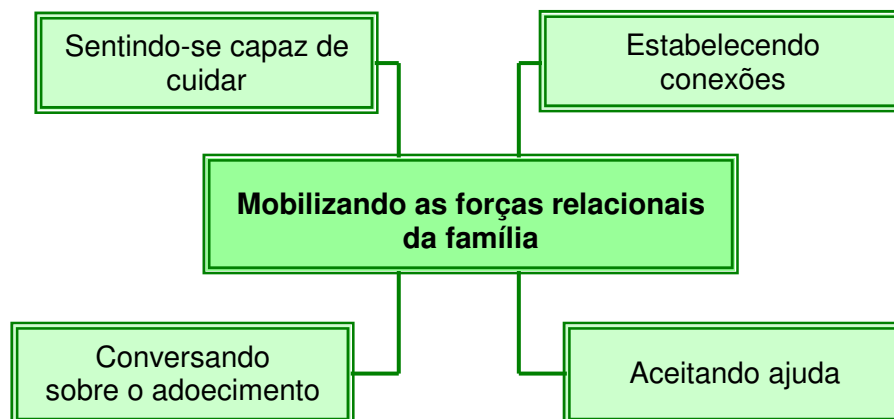 Sentindo-se capaz de
cuidar
Estabelecendo
conexões
Mobilizando as forças relacionais
da família
Conversando
sobre o adoecimento
Aceitando ajuda